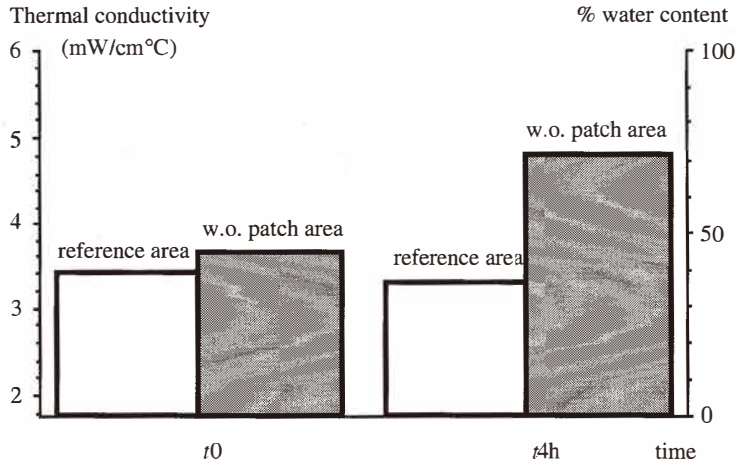 Thermal conductivity
% water content
(mW/cm°C)
6
100
w.o. patch area
5
w.o. patch area
4
50
reference area
reference area
3
2
0
t0
t4h
time